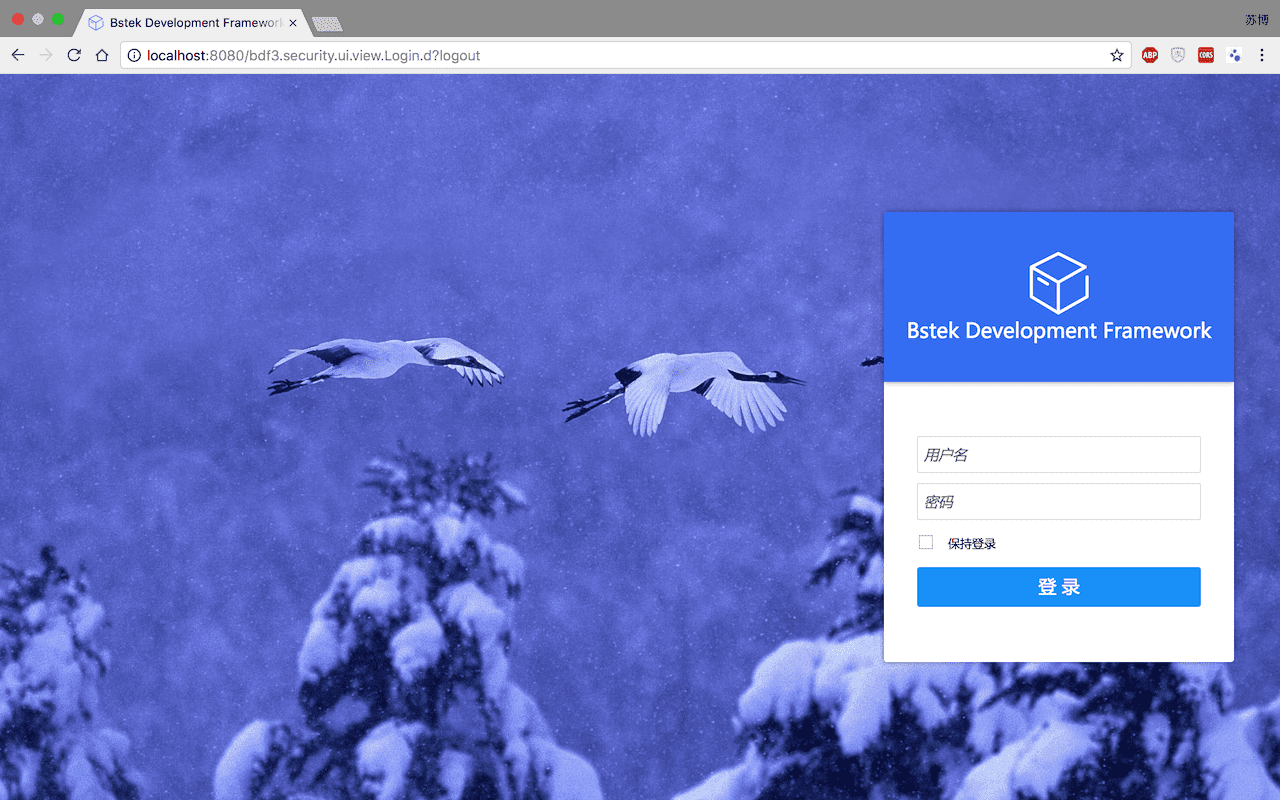 Bstek Development Framework
苏博
localhost:8080/bdf3.security.ui.view.Login.d?logout
ABP
CORS
Bstek Development Framework
用户名
密码
保持登录
登 录